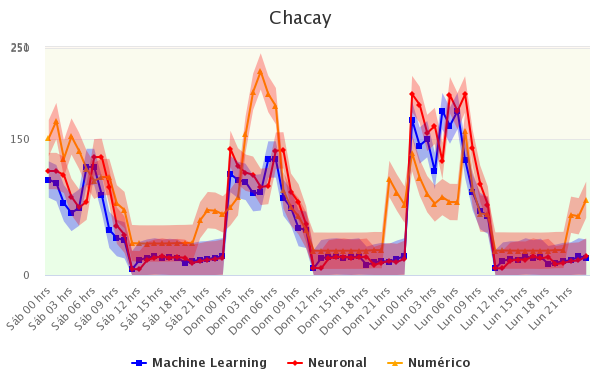 Chacay
250
150
0
Sáb 00 hrs
Sáb 03 hrs
Sáb 06 hrs
Sáb 09 hrs
Sáb 12 hrs
Sáb 15 hrs
Sáb 18 hrs
Sáb 21 hrs
Dom 00 hrs
Dom 03 hrs
Dom 06 hrs
Dom 09 hrs
Dom 12 hrs
Dom 15 hrs
Dom 18 hrs
Dom 21 hrs
Lun 00 hrs
Lun 03 hrs
Lun 06 hrs
Lun 09 hrs
Lun 12 hrs
Lun 15 hrs
Lun 18 hrs
Lun 21 hrs
Machine Learning Neuronal Numérico